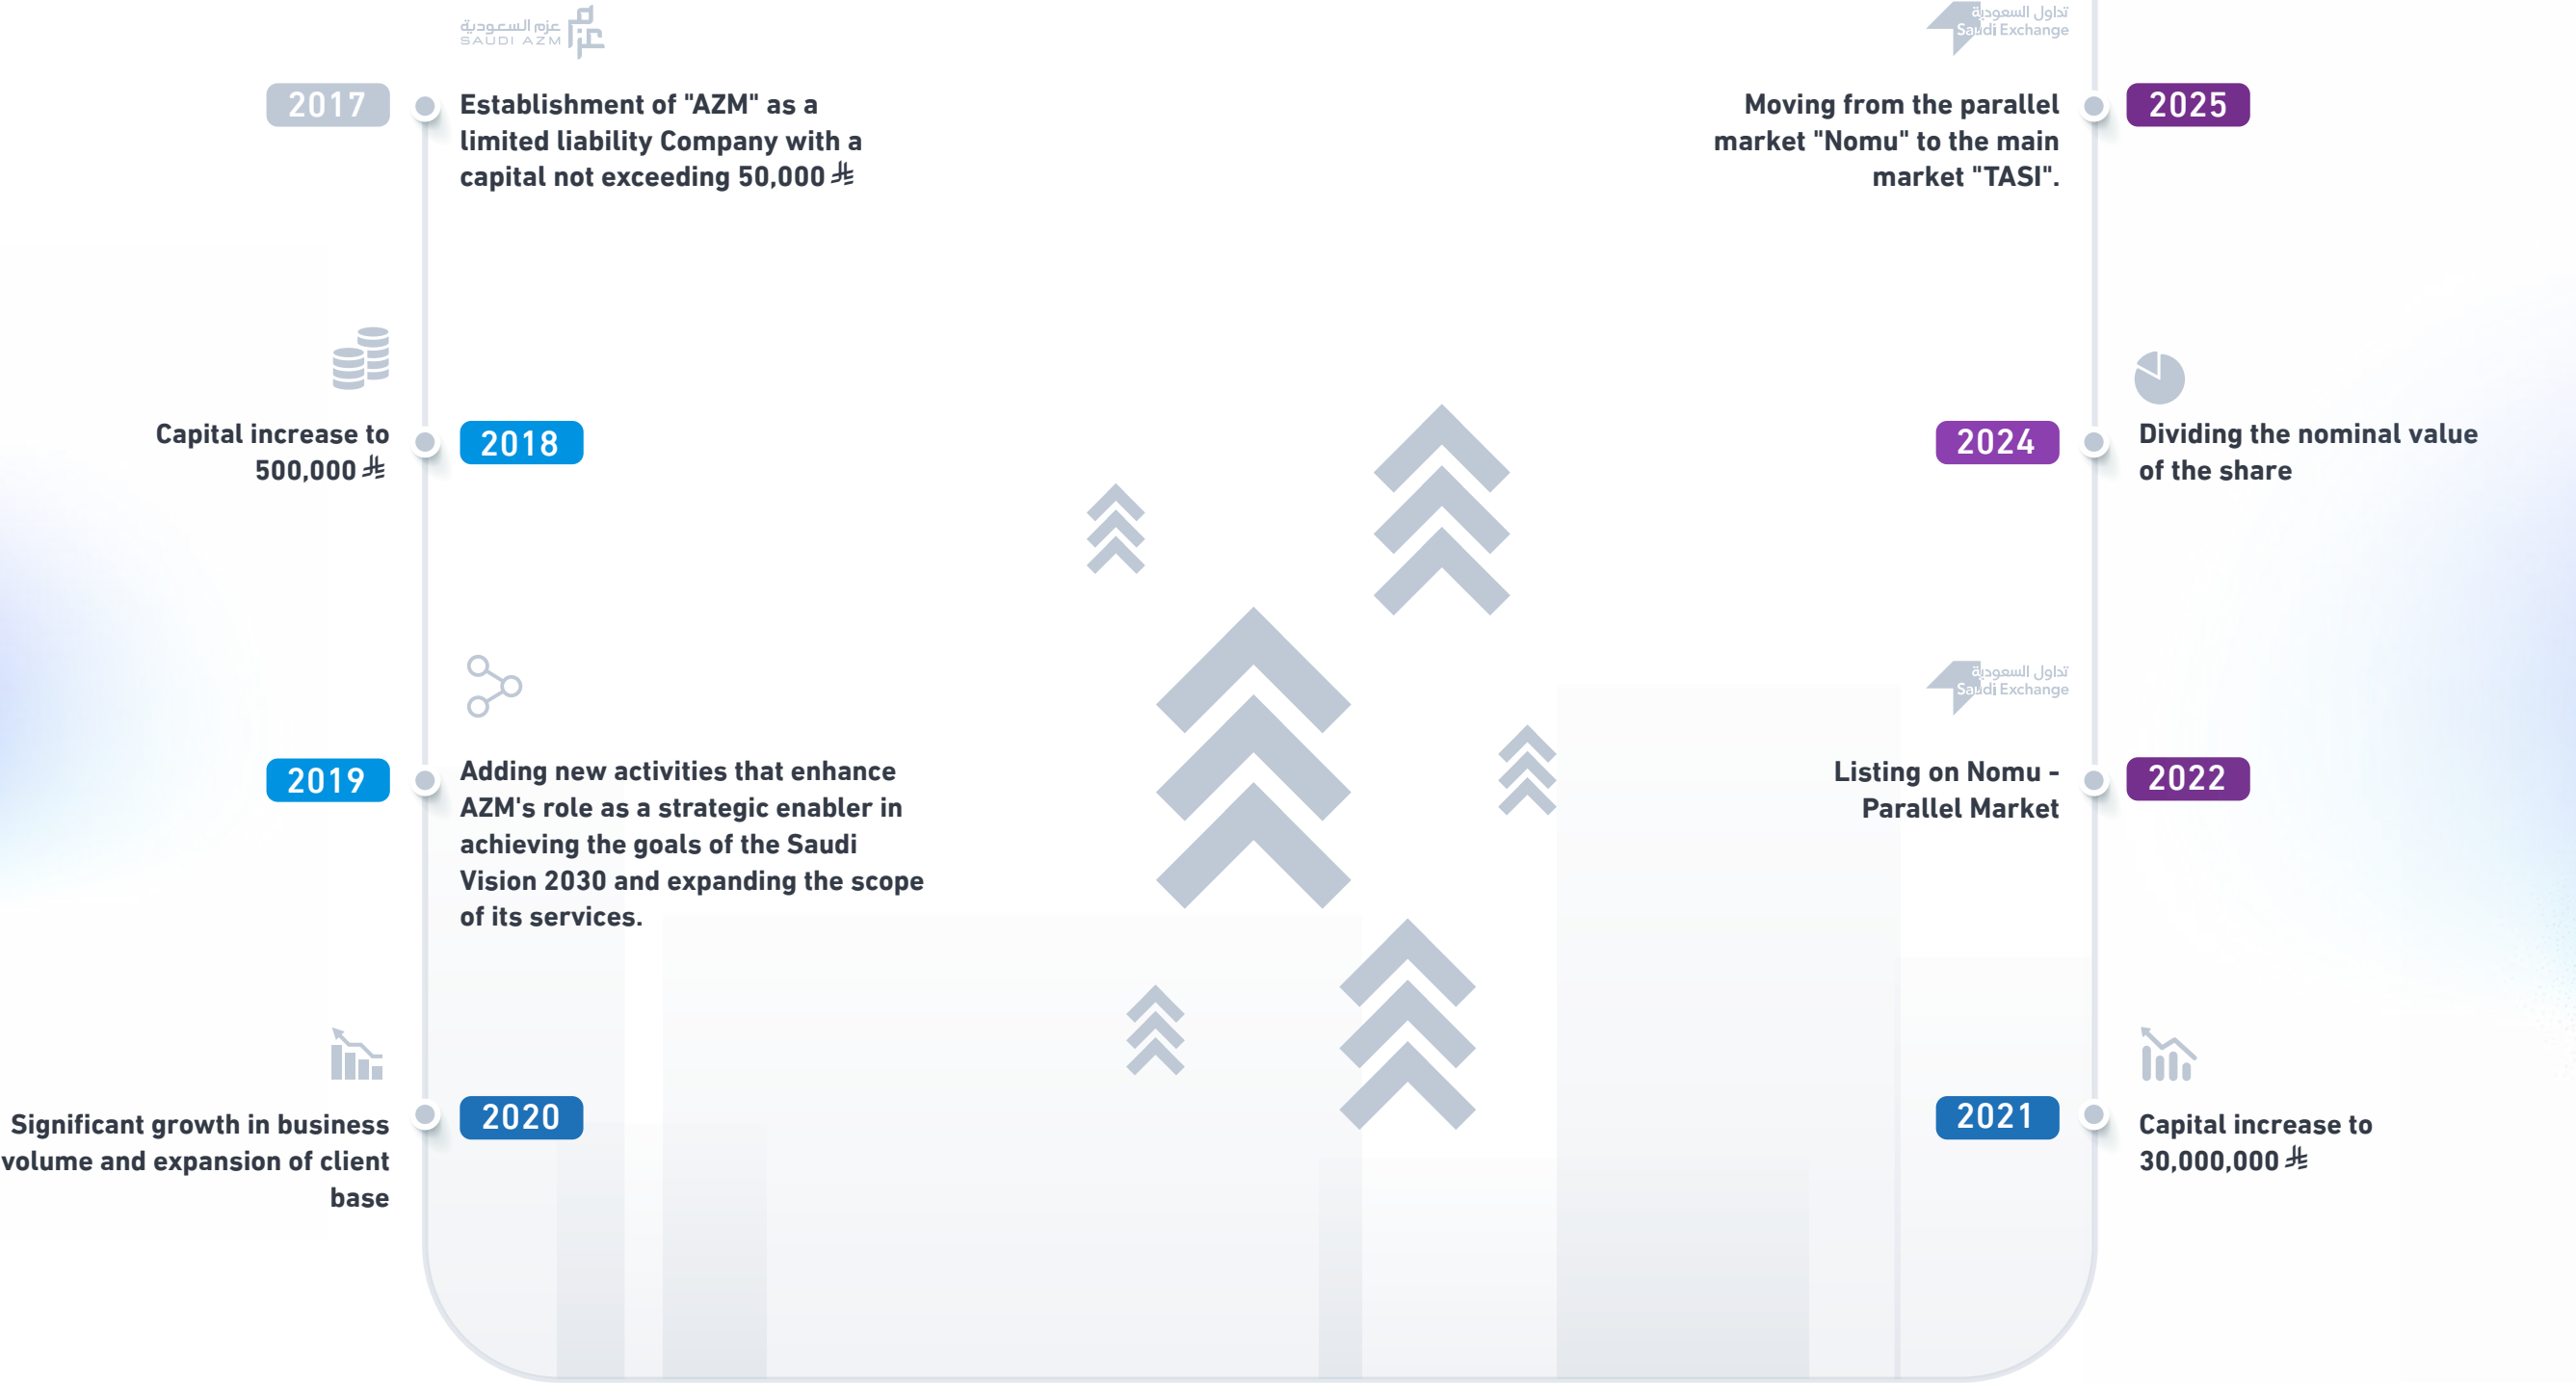 عزم السعودية
SAUDI AZM
عزم
2017
Establishment of "AZM" as a
limited liability Company with a
capital not exceeding 50,000 ⃁
2018
Capital increase to
500,000 ⃁
2019
Adding new activities that enhance
AZM's role as a strategic enabler in
achieving the goals of the Saudi
Vision 2030 and expanding the scope
of its services.
2020
Significant growth in business
volume and expansion of client
base
2021
Capital increase to
30,000,000 ⃁
تداول السعودية
Saudi Exchange
2022
Listing on Nomu -
Parallel Market
2024
Dividing the nominal value
of the share
تداول السعودية
Saudi Exchange
2025
Moving from the parallel
market "Nomu" to the main
market "TASI".